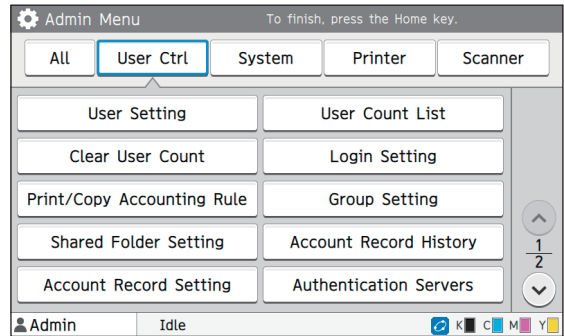 Admin Menu To finish, press the Home key.
All User Ctrl System Printer Scanner
User Setting User Count List
Clear User Count Login Setting
Print/Copy Accounting Rule Group Setting
Shared Folder Setting Account Record History
1
2
Account Record Setting Authentication Servers
Admin Idle K C M Y